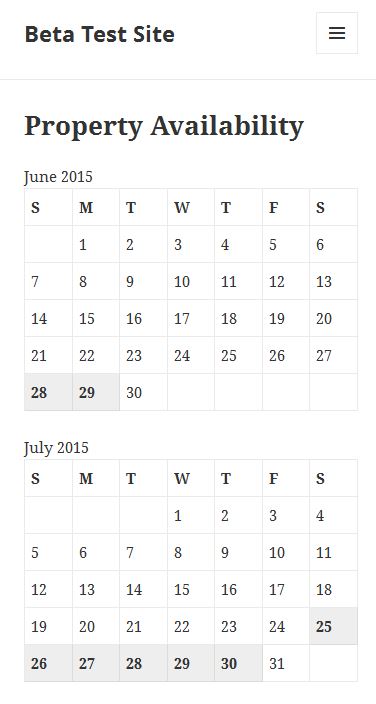 Beta Test Site
Property Availability
June 2015
S M T W T F S
1 2 3 4 5 6
7 8 9 10 11 12 13
14 15 16 17 18 19 20
21 22 23 24 25 26 27
28 29 30
July 2015
S M T W T F S
1 2 3 4
5 6 7 8 9 10 11
12 13 14 15 16 17 18
19 20 21 22 23 24 25
26 27 28 29 30 31